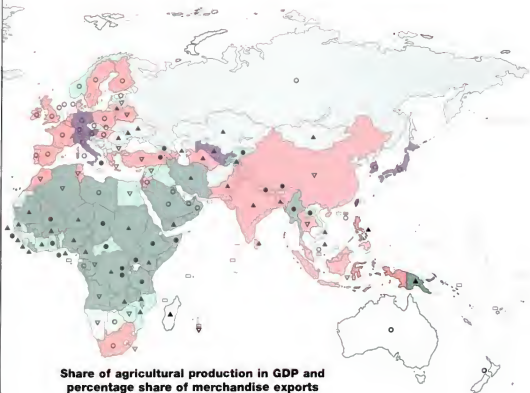 Share of agricultural production in GDP and
percentage share of merchandise exports